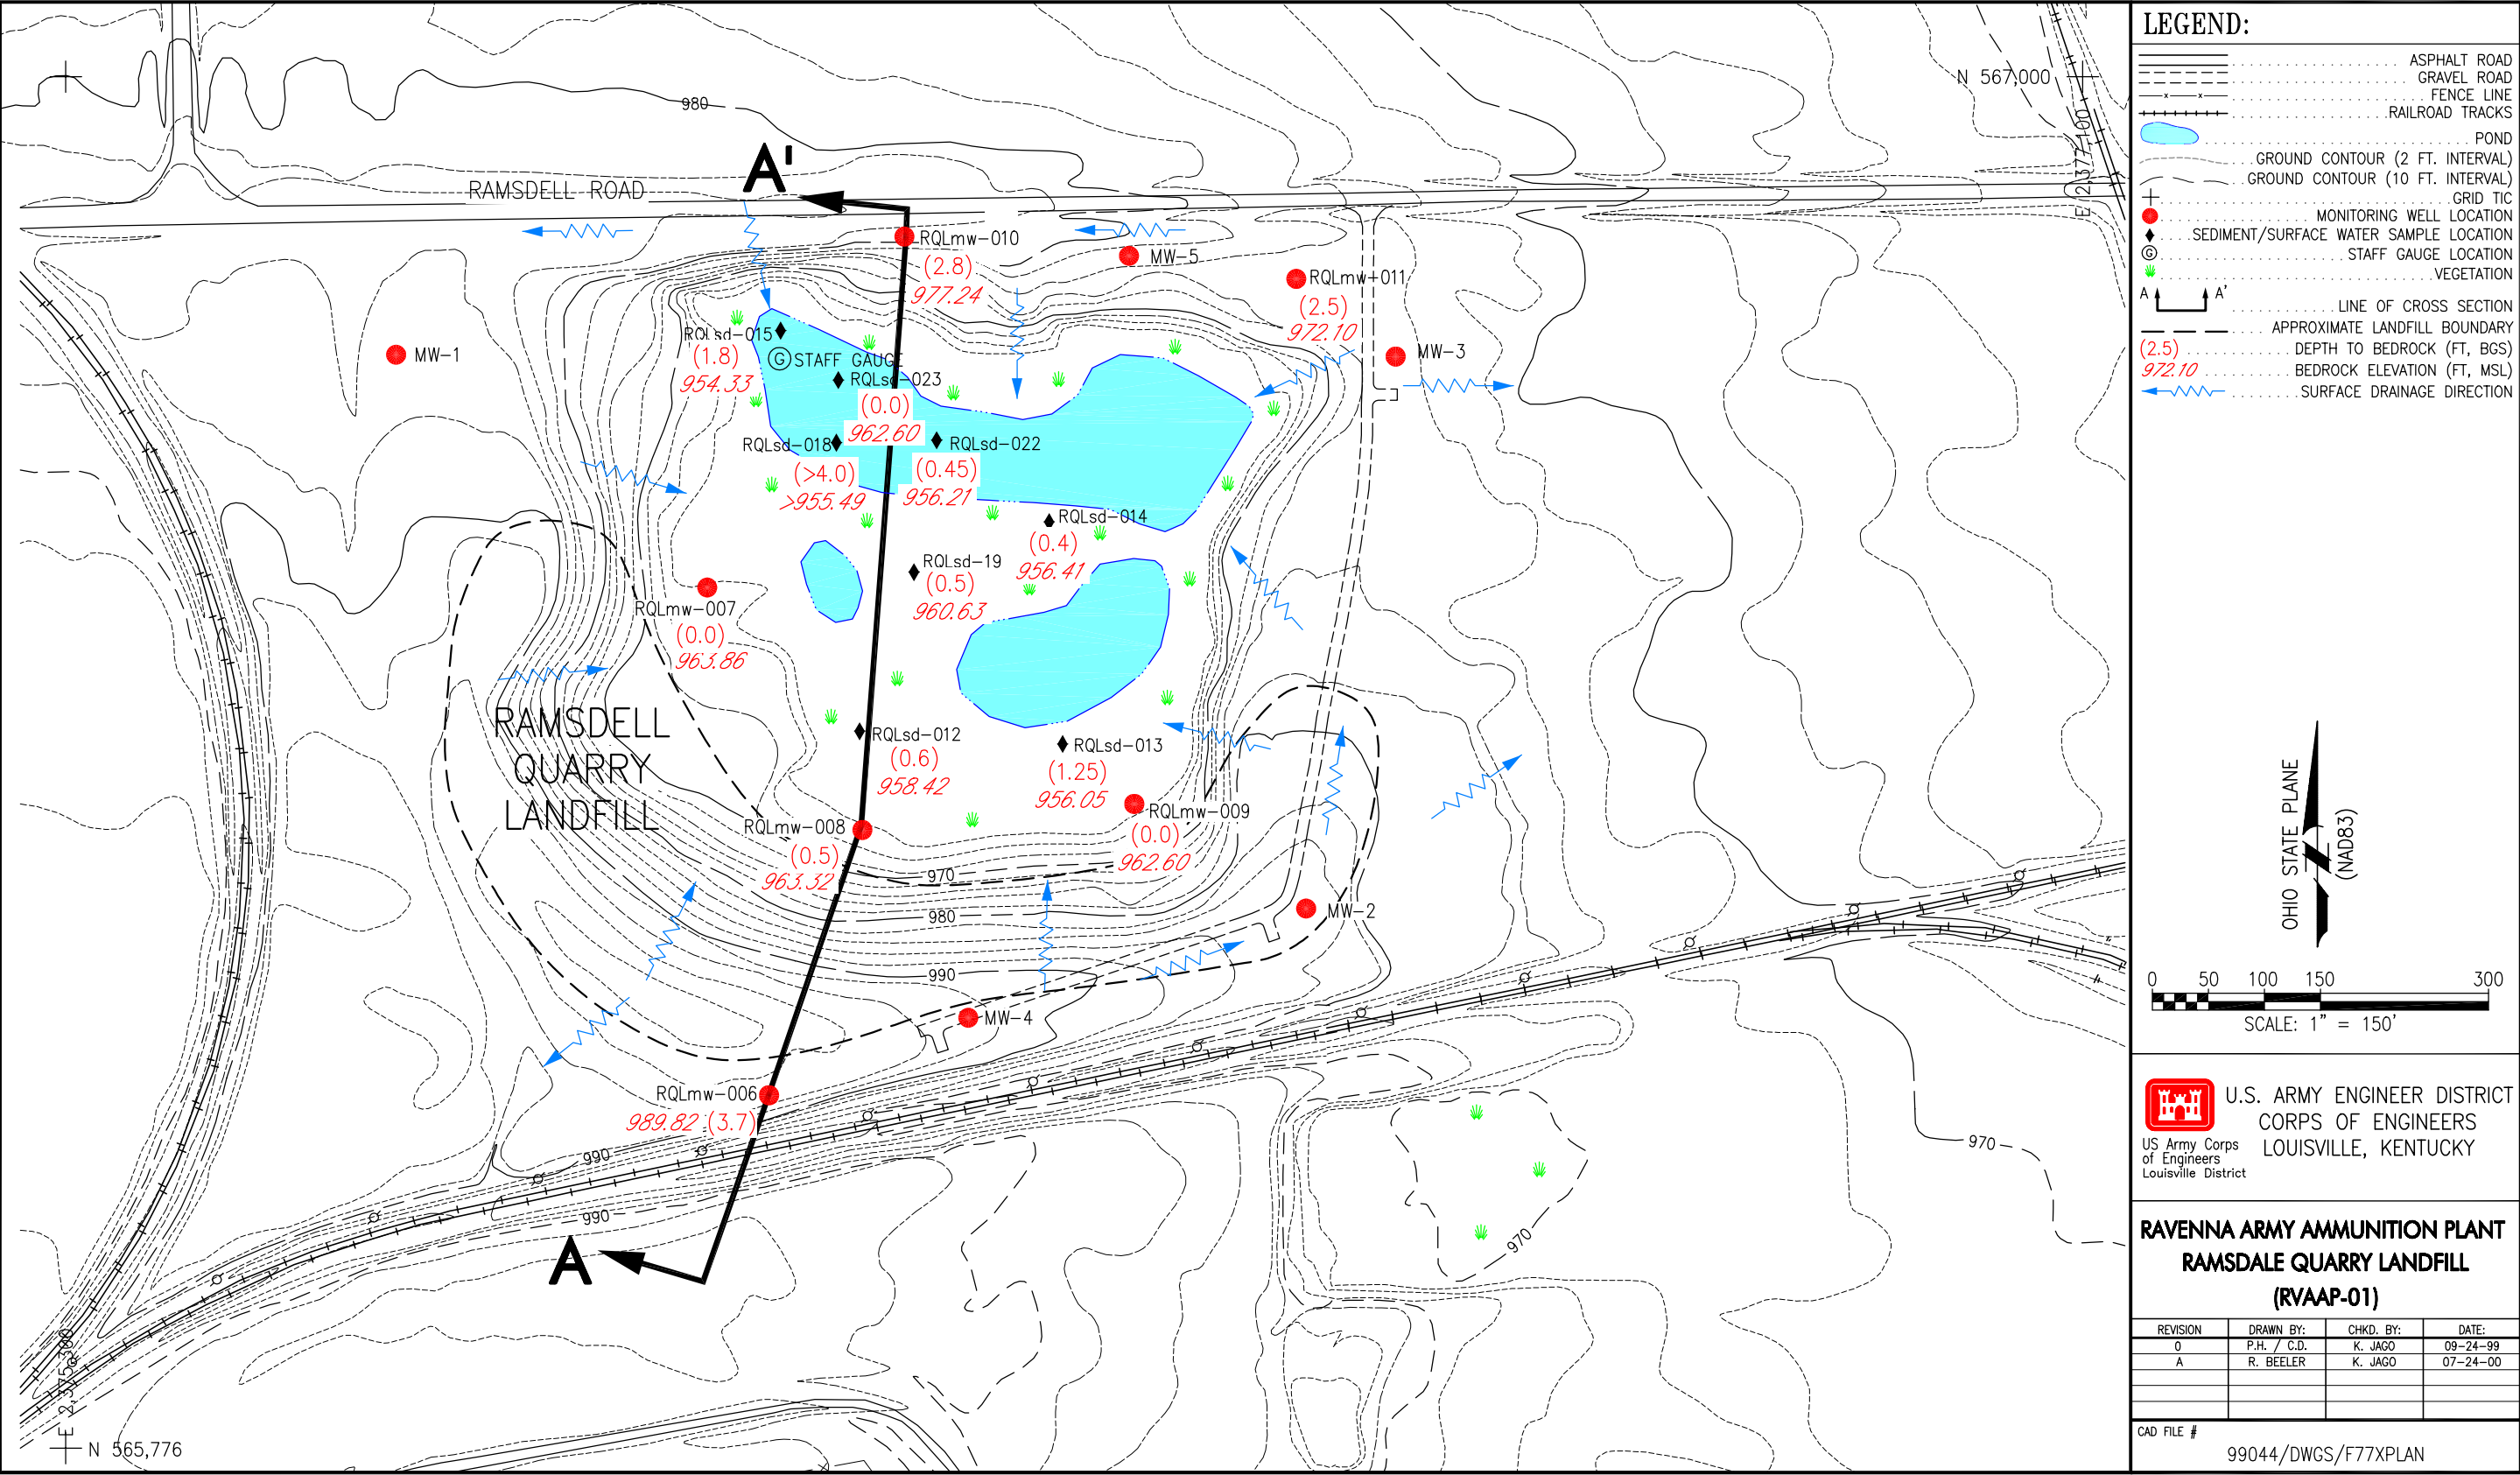 980
RAMSDELL ROAD
A'
N 567,000
E 2,377,100
RQLmw-010
(2.8)
977.24
MW-5
RQLmw-011
(2.5)
972.10
MW-1
MW-3
RQLsd-015
(1.8)
954.33
G STAFF GAUGE
RQLsd-023
(0.0)
962.60
RQLsd-018
(>4.0)
>955.49
RQLsd-022
(0.45)
956.21
RQLsd-014
(0.4)
956.41
RQLsd-19
(0.5)
960.63
RQLmw-007
(0.0)
963.86
RAMSDELL
QUARRY
LANDFILL
RQLsd-012
(0.6)
958.42
RQLsd-013
(1.25)
956.05
RQLmw-009
(0.0)
962.60
RQLmw-008
(0.5)
963.32
970
980
990
MW-2
MW-4
RQLmw-006
989.82 (3.7)
990
990
A
970
970
E 2,375,300
N 565,776
LEGEND:
ASPHALT ROAD
GRAVEL ROAD
FENCE LINE
RAILROAD TRACKS
POND
GROUND CONTOUR (2 FT. INTERVAL)
GROUND CONTOUR (10 FT. INTERVAL)
GRID TIC
MONITORING WELL LOCATION
SEDIMENT/SURFACE WATER SAMPLE LOCATION
G STAFF GAUGE LOCATION
VEGETATION
A A' LINE OF CROSS SECTION
APPROXIMATE LANDFILL BOUNDARY
(2.5) DEPTH TO BEDROCK (FT, BGS)
972.10 BEDROCK ELEVATION (FT, MSL)
SURFACE DRAINAGE DIRECTION
OHIO STATE PLANE
(NAD83)
0 50 100 150 300
SCALE: 1" = 150'
U.S. ARMY ENGINEER DISTRICT
CORPS OF ENGINEERS
LOUISVILLE, KENTUCKY
US Army Corps
of Engineers
Louisville District
RAVENNA ARMY AMMUNITION PLANT
RAMSDALE QUARRY LANDFILL
(RVAAP-01)
REVISION DRAWN BY: CHKD. BY: DATE:
0 P.H. / C.D. K. JAGO 09-24-99
A R. BEELER K. JAGO 07-24-00
CAD FILE #
99044/DWGS/F77XPLAN